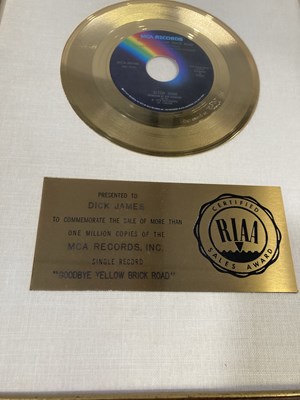 MCA RECORDS
PRESENTED TO
DICK JAMES
TO COMMEMORATE THE SALE OF MORE THAN
ONE MILLION COPIES OF THE
MCA RECORDS, INC.
SINGLE RECORD
"GOODBYE YELLOW BRICK ROAD"
CERTIFIED
RIAA
SALES AWARD